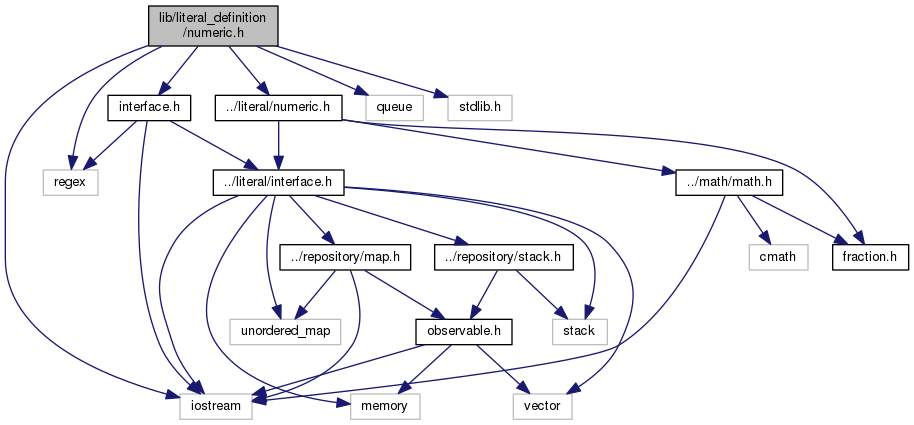 lib/literal_definition
/numeric.h
interface.h
../literal/numeric.h
queue
stdlib.h
regex
../literal/interface.h
../math/math.h
../repository/map.h
../repository/stack.h
cmath
fraction.h
unordered_map
observable.h
stack
iostream
memory
vector